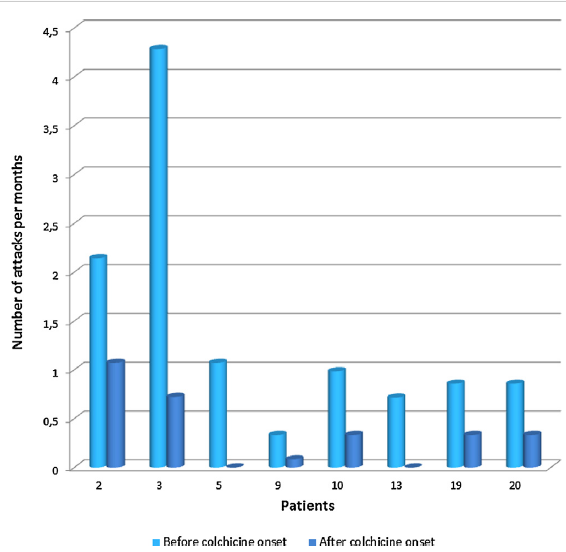 4,5
4
3,5
3
2,5
2
1,5
1
0,5
0
Number of attacks per months
2 3 5 9 10 13 19 20
Patients
Before colchicine onset After colchicine onset